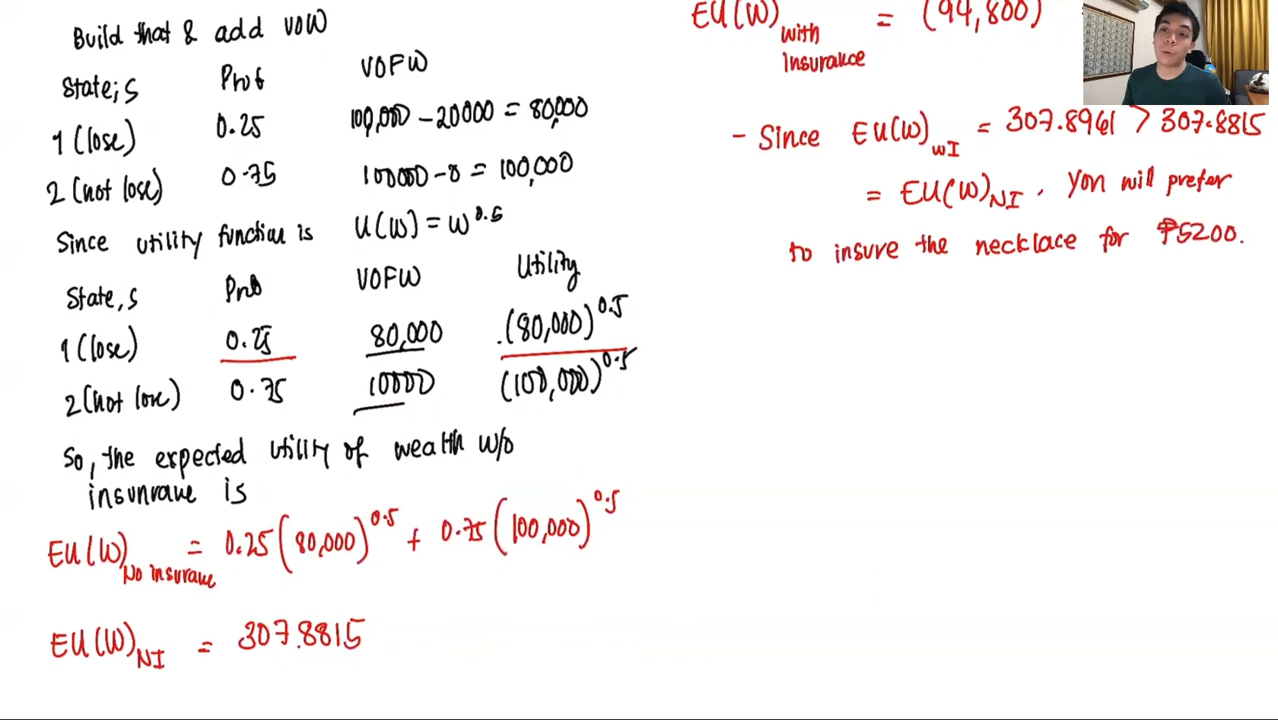 Build that & add VOW
State, S Prob VOFW
1 (lose) 0.25 100,000 - 20000 = 80,000
2 (not lose) 0.75 100000 - 0 = 100,000
Since utility function is U(W) = W^0.5
State, S Prob VOFW Utility
1 (lose) 0.25 80,000 (80,000)^0.5
2 (not lose) 0.75 10000 (100,000)^0.5
So, the expected utility of wealth w/o
insurance is
EU(W) No insurance = 0.25 (80,000)^0.5 + 0.75 (100,000)^0.5
EU(W) NI = 307.8815
EU(W) with Insurance = (94,800)
- Since EU(W) WI = 307.8961 > 307.8815
= EU(W) NI. You will prefer
to insure the necklace for ₱5200.